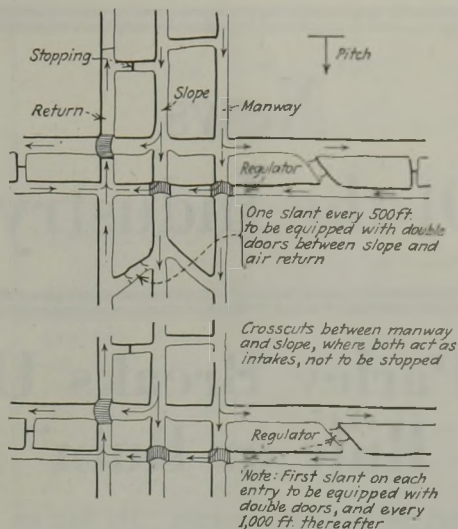 Stopping
Pitch
Slope
Manway
Return
Regulator
One slant every 500 ft.
to be equipped with double
doors between slope and
air return
Crosscuts between manway
and slope, where both act as
intakes, not to be stopped
Regulator
Note: First slant on each
entry to be equipped with
double doors, and every
1,000 ft. thereafter